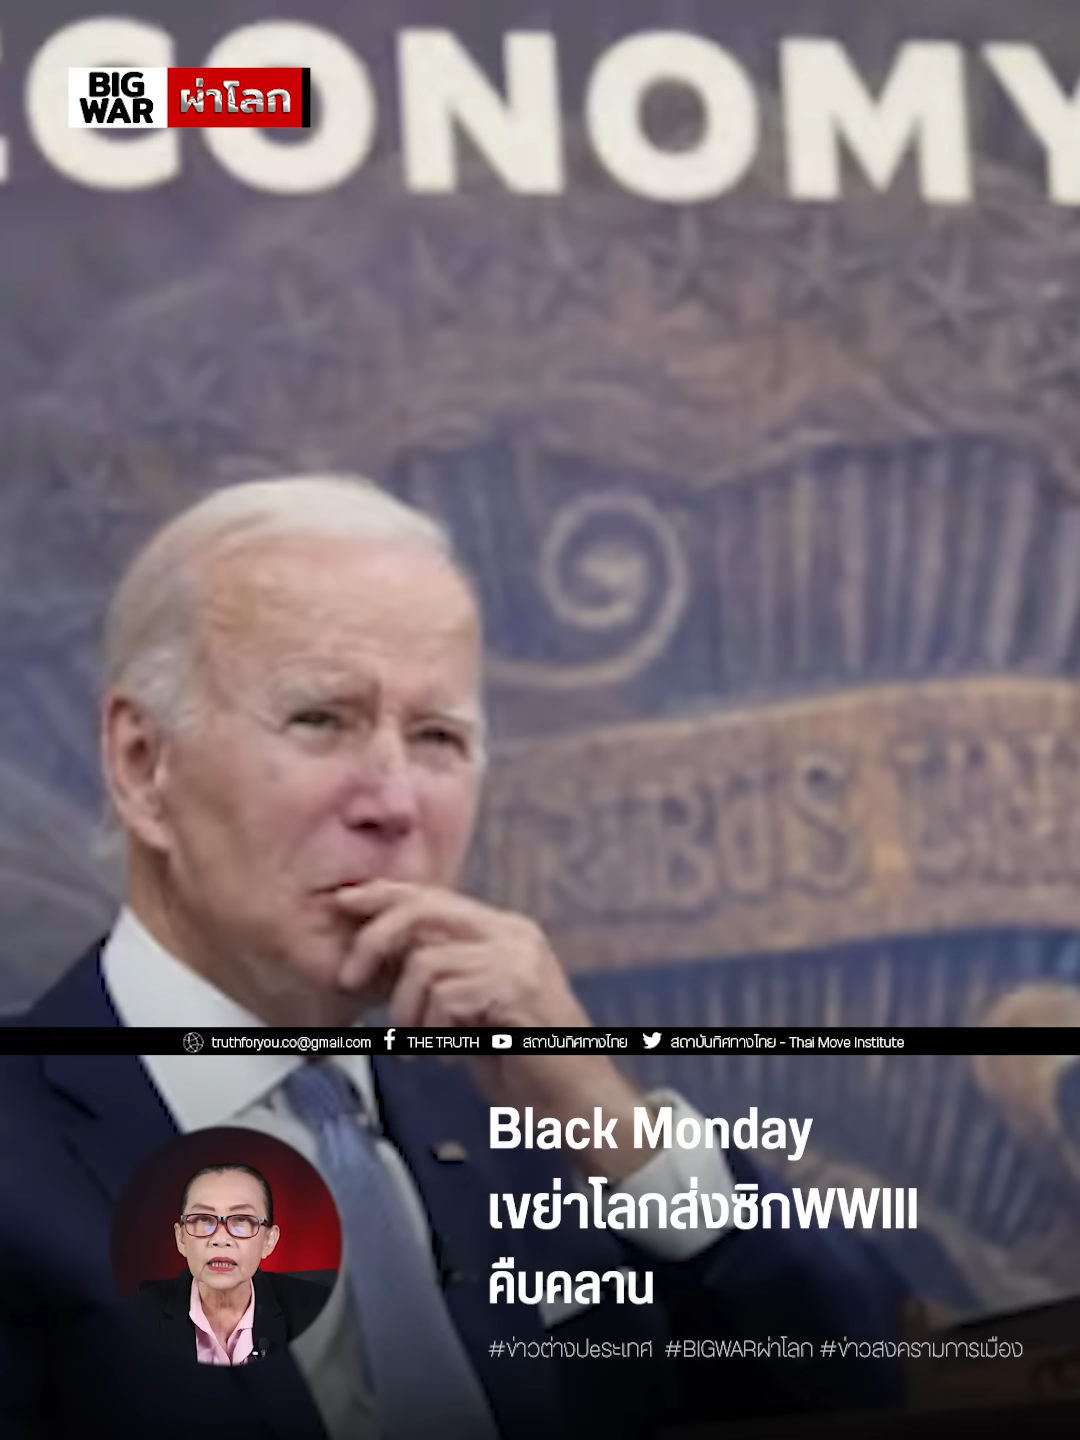 ECONOMY
BIG
WAR
ผ่าโลก
PLURIBUS UNUM
truthforyou.co@gmail.com THE TRUTH สถาบันทิศทางไทย สถาบันทิศทางไทย - Thai Move Institute
Black Monday
เขย่าโลกส่งซิกWWIII
คืบคลาน
#ข่าวต่างประเทศ #BIGWARผ่าโลก #ข่าวสงครามการเมือง